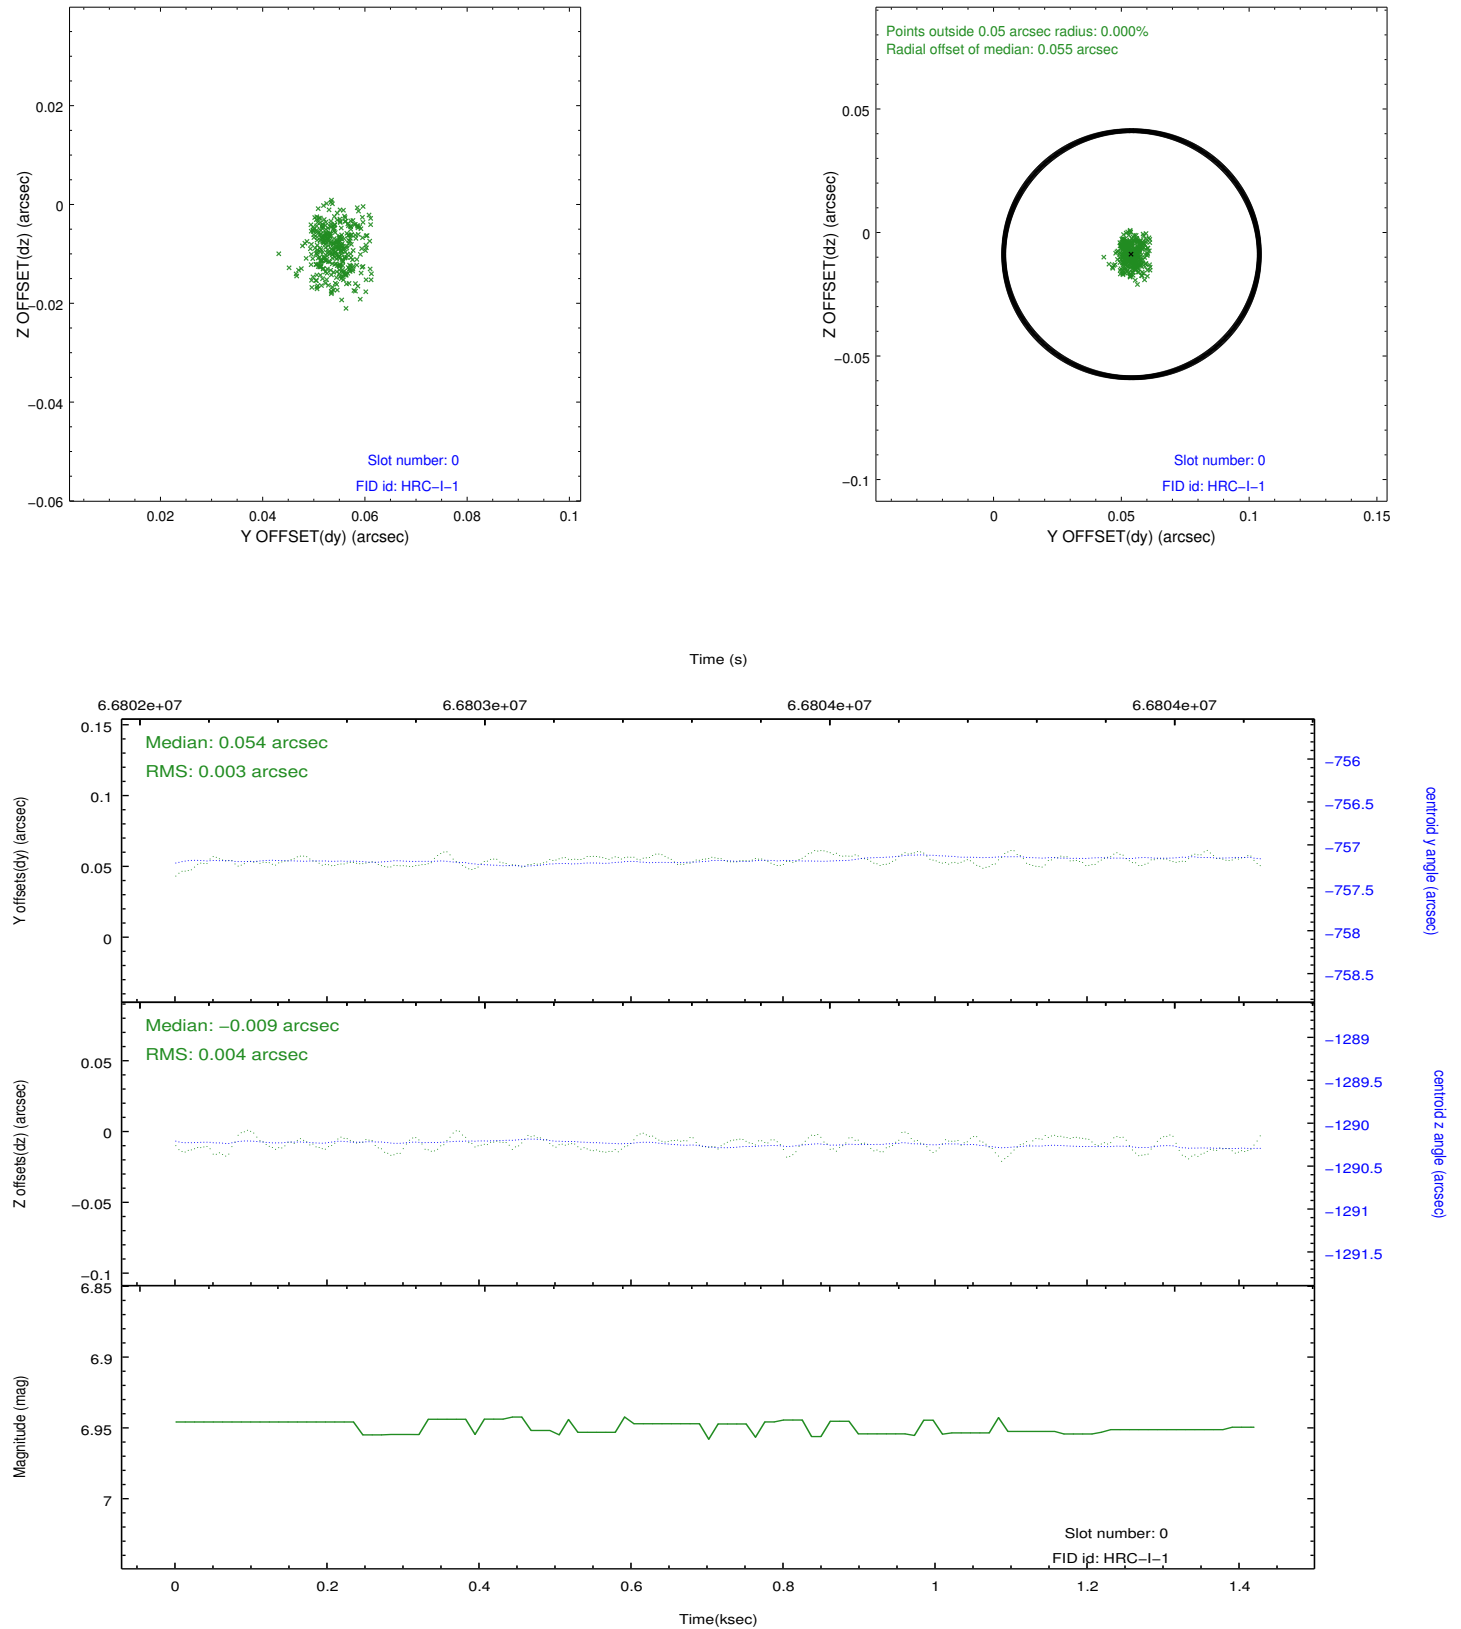 0.02
0
−0.02
−0.04
−0.06
Z OFFSET(dz) (arcsec)
Slot number: 0
FID id: HRC−I−1
0.02 0.04 0.06 0.08 0.1
Y OFFSET(dy) (arcsec)
Points outside 0.05 arcsec radius: 0.000%
Radial offset of median: 0.055 arcsec
0.05
0
−0.05
−0.1
Z OFFSET(dz) (arcsec)
Slot number: 0
FID id: HRC−I−1
0 0.05 0.1 0.15
Y OFFSET(dy) (arcsec)
Time (s)
6.6802e+07 6.6803e+07 6.6804e+07 6.6804e+07
Median: 0.054 arcsec
RMS: 0.003 arcsec
0.15
0.1
0.05
0
Y offsets(dy) (arcsec)
−756
−756.5
−757
−757.5
−758
−758.5
centroid y angle (arcsec)
Median: −0.009 arcsec
RMS: 0.004 arcsec
0.05
0
−0.05
−0.1
Z offsets(dz) (arcsec)
−1289
−1289.5
−1290
−1290.5
−1291
−1291.5
centroid z angle (arcsec)
6.85
6.9
6.95
7
Magnitude (mag)
Slot number: 0
FID id: HRC−I−1
0 0.2 0.4 0.6 0.8 1 1.2 1.4
Time(ksec)